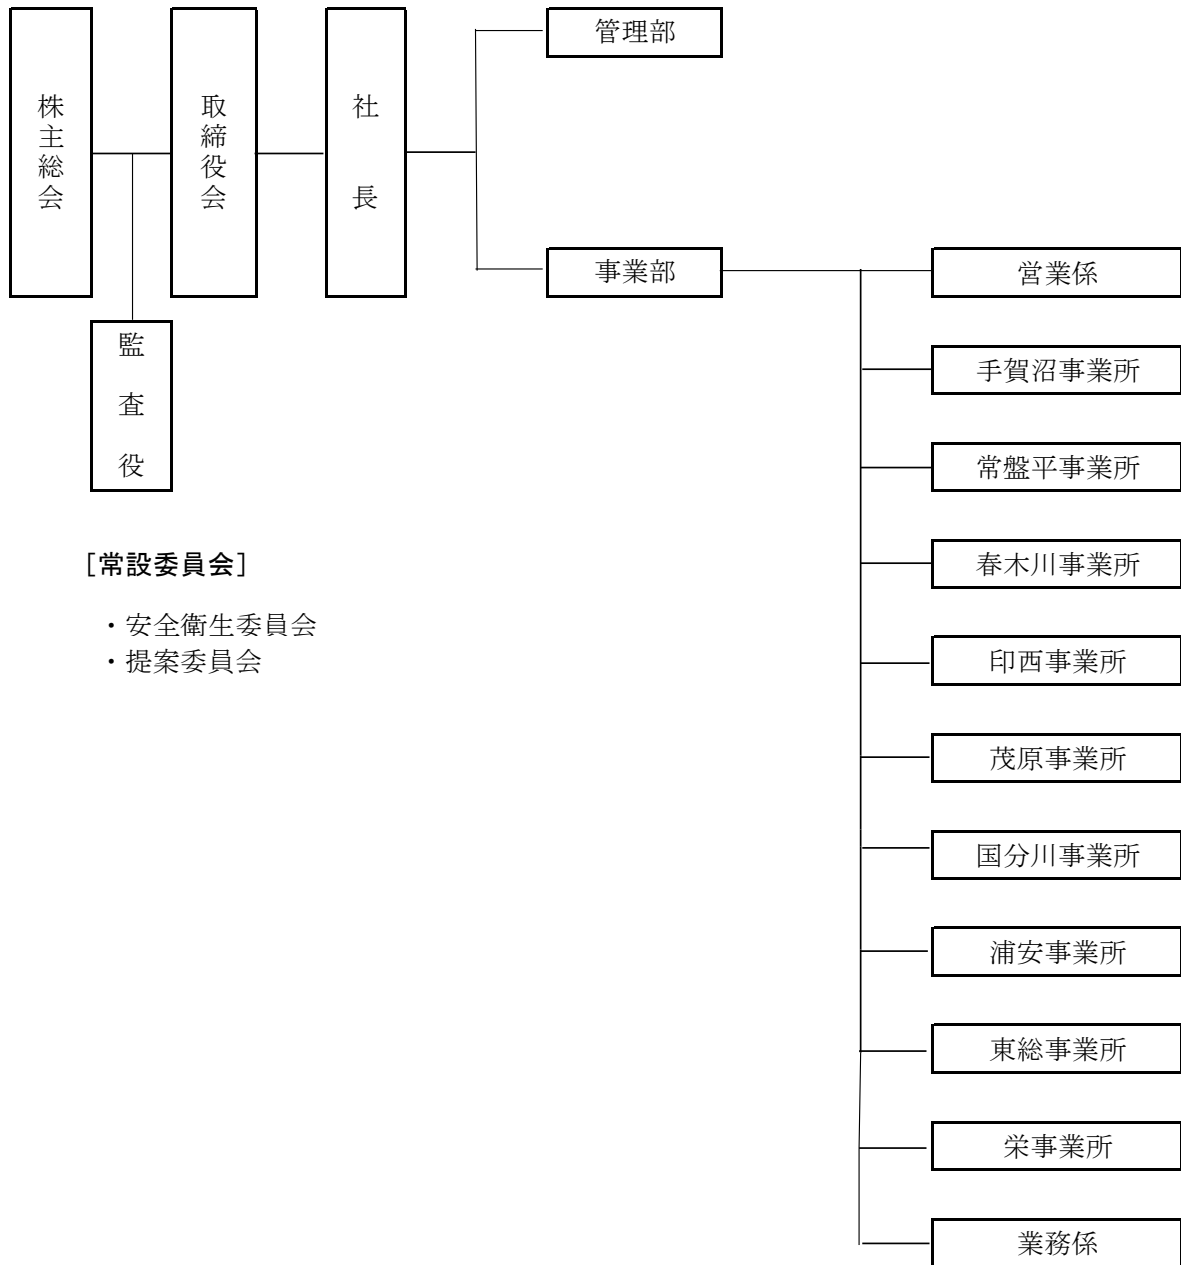 株主総会
取締役会
社長
管理部
事業部
監査役
営業係
手賀沼事業所
常盤平事業所
春木川事業所
印西事業所
茂原事業所
国分川事業所
浦安事業所
東総事業所
栄事業所
業務係
[常設委員会]
・安全衛生委員会
・提案委員会